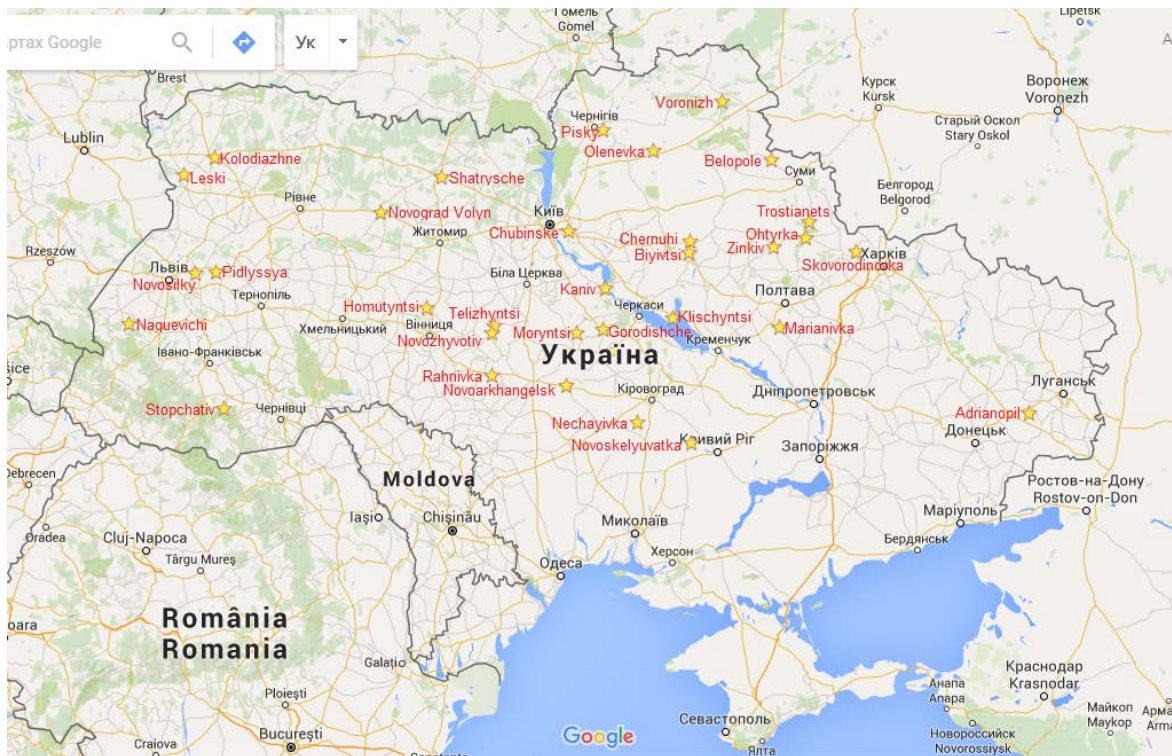 ртах Google
Ук
Гомель
Gomel
Lipetsk
A
Brest
Курск
Kursk
Воронеж
Voronezh
Voronizh
Чернігів
Pisky
Olenevka
Старый Оскол
Stary Oskol
Lublin
Kolodiazhne
Leski
Belopole
Суми
Shatrysche
Белгород
Belgorod
Рівне
Novograd Volyn
Київ
Trostianets
Житомир
Chubinske
Chernuhi
Ohtyrka
Biyivtsi
Zinkiv
Харків
Skovorodinovka
Rzeszów
Львів
Pidlyssya
Novosilky
Біла Церква
Kaniv
Тернопіль
Полтава
Черкаси
Homutyntsi
Telizhyntsi
Klischyntsi
Naguevichi
Хмельницький
Вінниця
Novozhyvotiv
Moryntsi
Gorodishche
Marianivka
Кременчук
Україна
Івано-Франківськ
Rahnivka
Novoarkhangelsk
Кіровоград
Дніпропетровськ
Луганськ
Stopchativ
Чернівці
Adrianopil
Nechayivka
Донецьк
Novoskelyuvatka
Кривий Ріг
Запоріжжя
Debrecen
Moldova
Ростов-на-Дону
Rostov-on-Don
Iași
Chișinău
Миколаїв
Маріуполь
Oradea
Cluj-Napoca
Бердянськ
Târgu Mureș
Херсон
Одеса
România
Romania
oara
Galați
Краснодар
Krasnodar
Ploiești
Анапа
Anapa
Майкоп
Maykop
Арма
Arma
București
Google
Севастополь
Новороссийск
Novorossiysk
Craiova
Constanța
Ялта